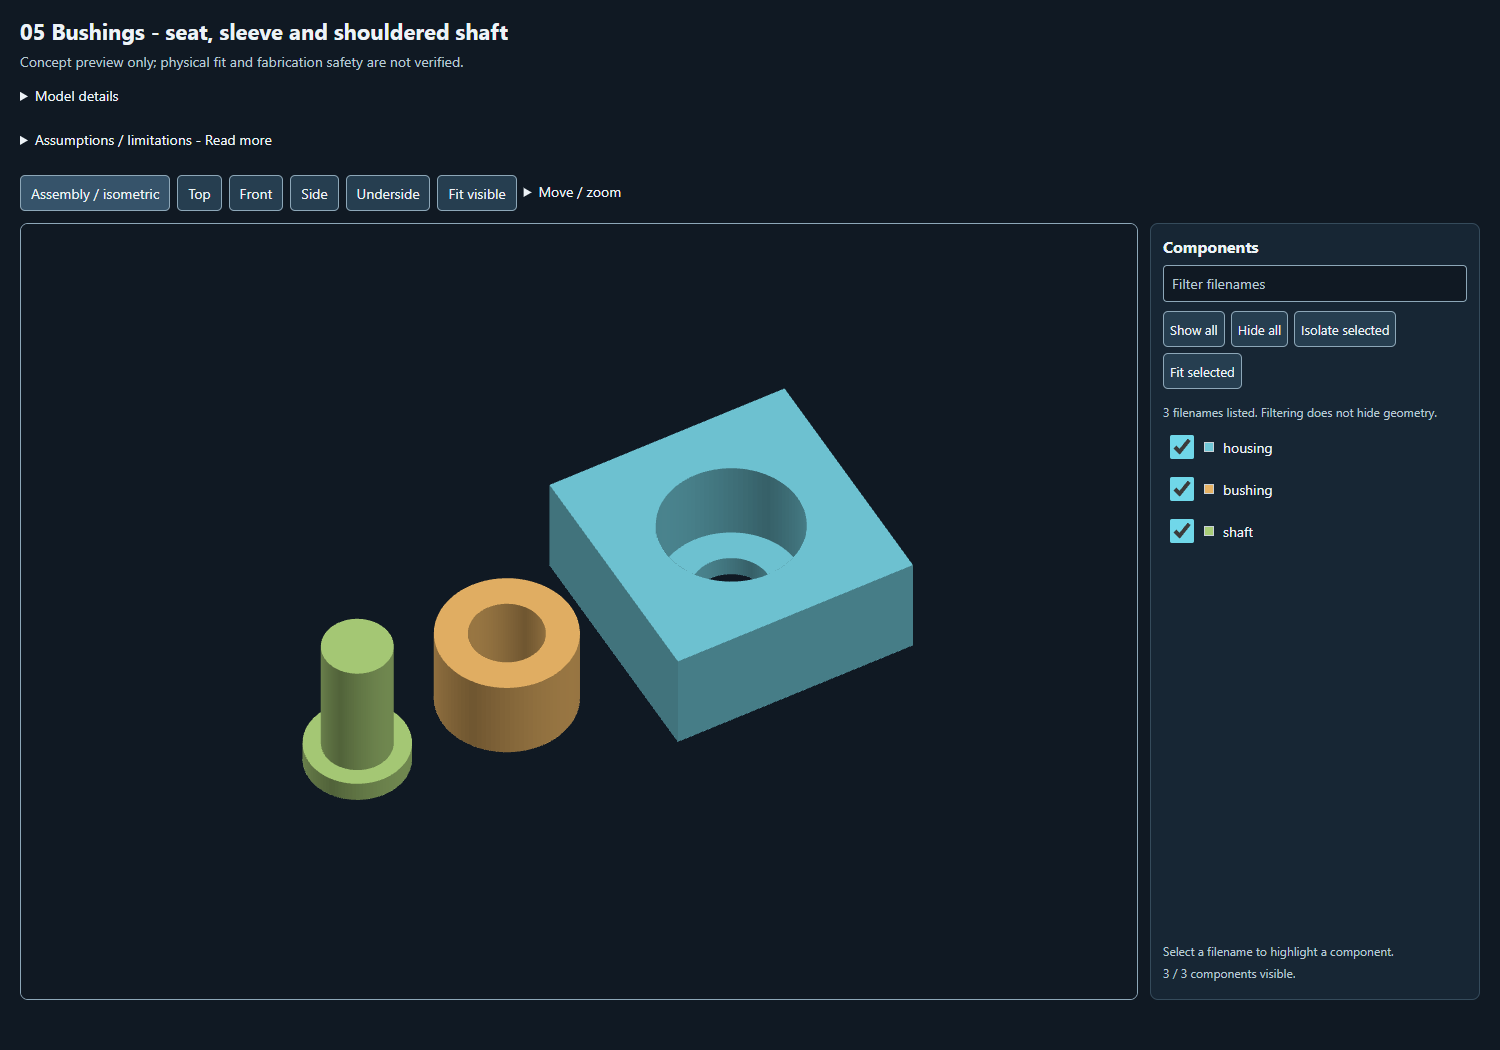 05 Bushings - seat, sleeve and shouldered shaft
Concept preview only; physical fit and fabrication safety are not verified.
Model details
Assumptions / limitations - Read more
Assembly / isometric
Top
Front
Side
Underside
Fit visible
Move / zoom
Components
Filter filenames
Show all
Hide all
Isolate selected
Fit selected
3 filenames listed. Filtering does not hide geometry.
housing
bushing
shaft
Select a filename to highlight a component.
3 / 3 components visible.